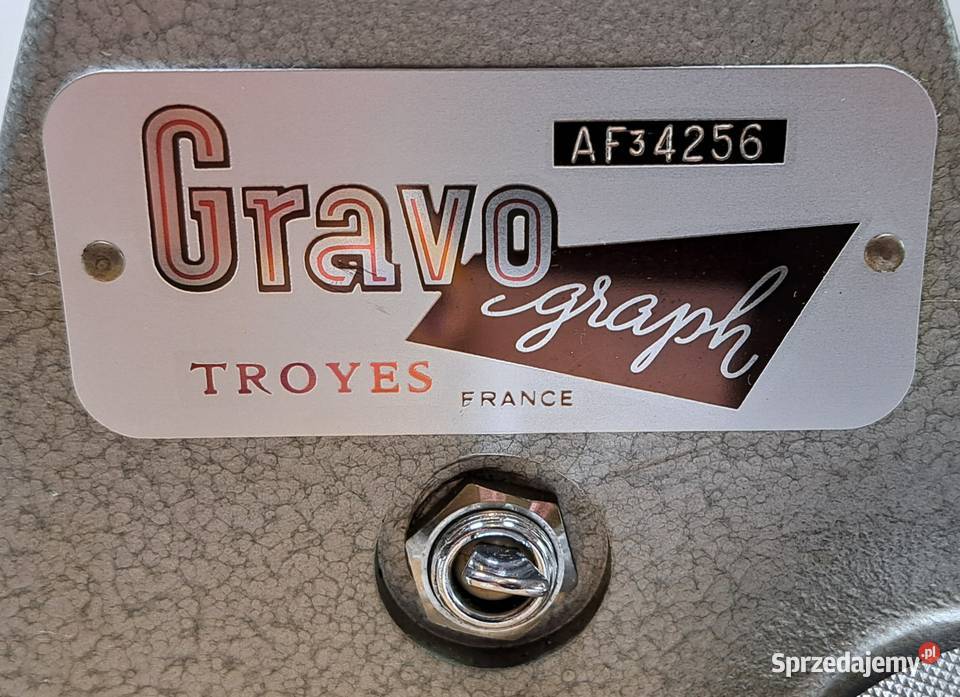 AF34256
Gravo
graph
TROYES
FRANCE
Sprzedajemy.pl